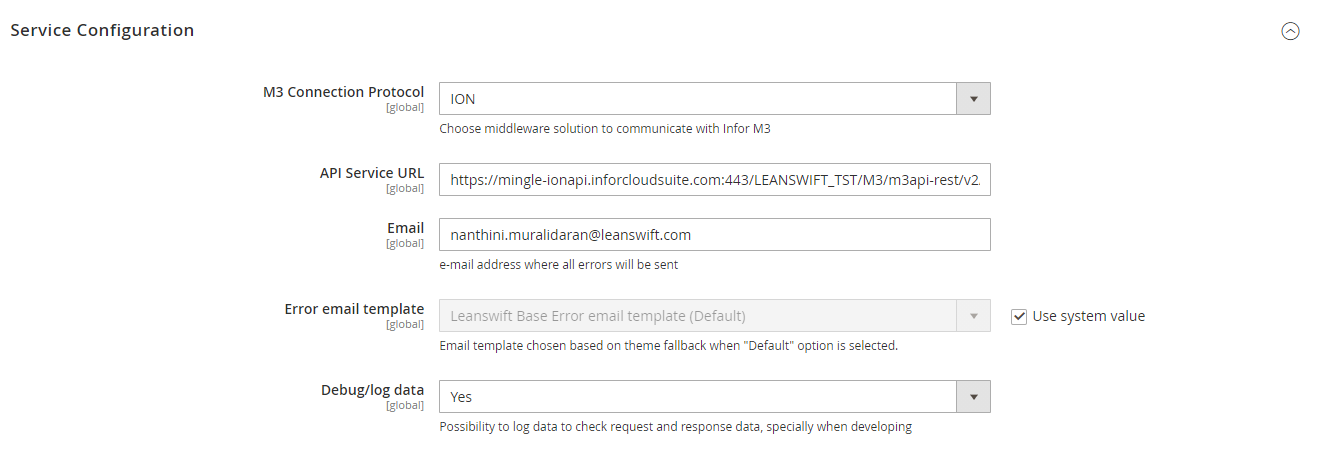 Service Configuration
M3 Connection Protocol
[global]
ION
Choose middleware solution to communicate with Infor M3
API Service URL
[global]
https://mingle-ionapi.inforcloudsuite.com:443/LEANSWIFT_TST/M3/m3api-rest/v2.
Email
[global]
nanthini.muralidaran@leanswift.com
e-mail address where all errors will be sent
Error email template
[global]
Leanswift Base Error email template (Default)
Use system value
Email template chosen based on theme fallback when "Default" option is selected.
Debug/log data
[global]
Yes
Possibility to log data to check request and response data, specially when developing